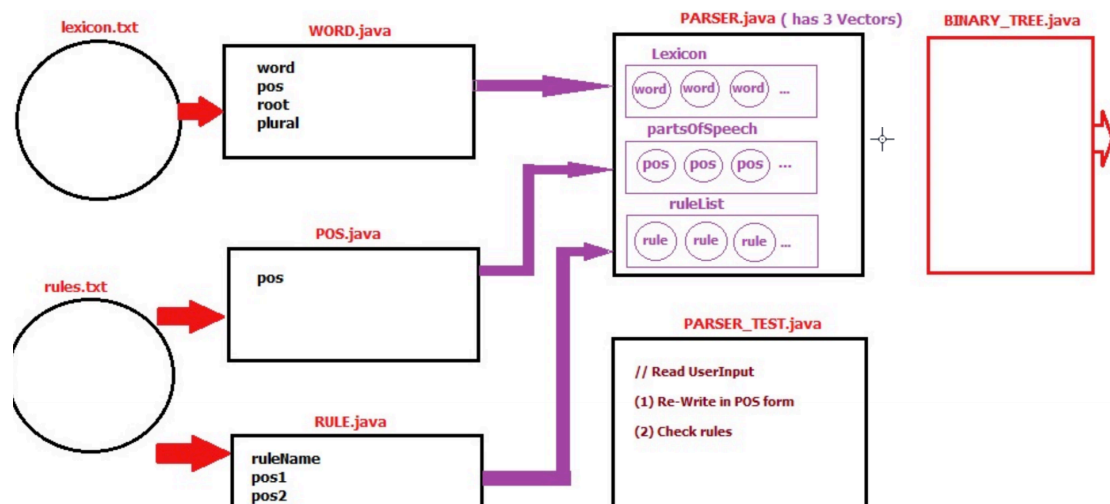 lexicon.txt
WORD.java
word
pos
root
plural
PARSER.java ( has 3 Vectors)
Lexicon
word word word ...
partsOfSpeech
pos pos pos ...
ruleList
rule rule rule ...
BINARY_TREE.java
POS.java
pos
rules.txt
RULE.java
ruleName
pos1
pos2
PARSER_TEST.java
// Read UserInput
(1) Re-Write in POS form
(2) Check rules